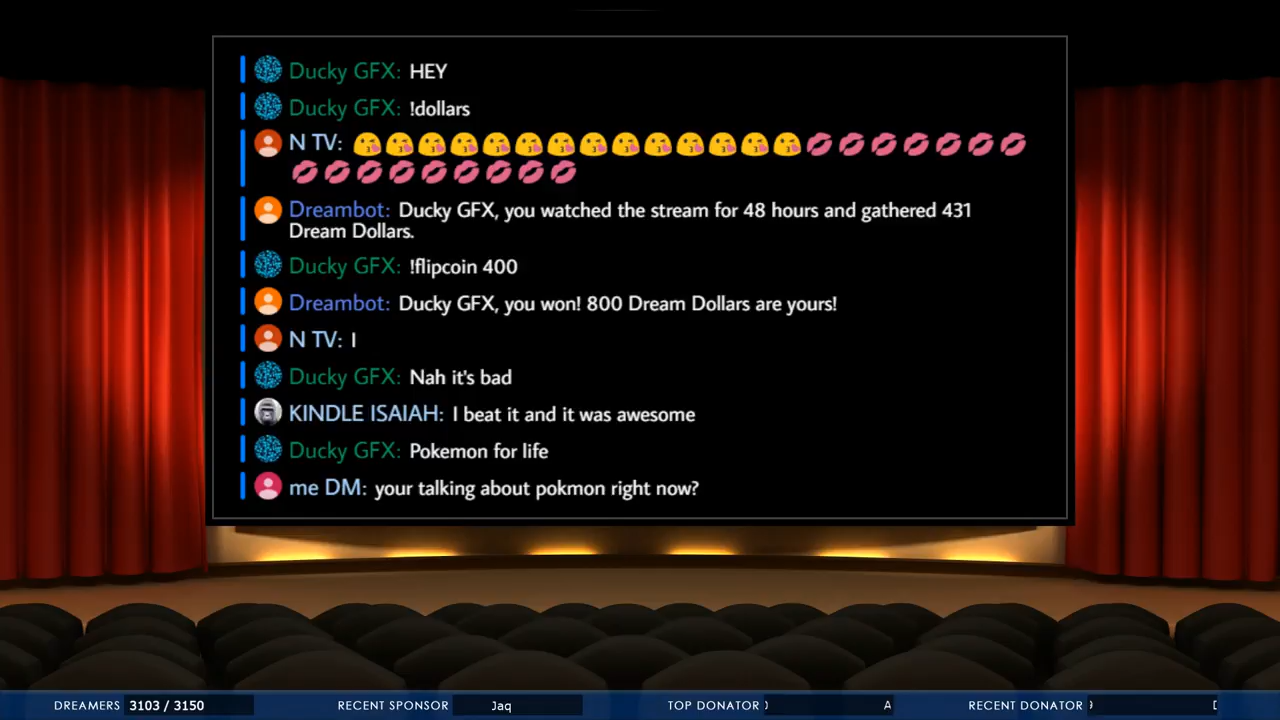 Ducky GFX: HEY
Ducky GFX: !dollars
N TV: 😘😘😘😘😘😘😘😘😘😘😘😘😘😘💋💋💋💋💋💋💋
💋💋💋💋💋💋💋💋💋
Dreambot: Ducky GFX, you watched the stream for 48 hours and gathered 431
Dream Dollars.
Ducky GFX: !flipcoin 400
Dreambot: Ducky GFX, you won! 800 Dream Dollars are yours!
N TV: I
Ducky GFX: Nah it's bad
KINDLE ISAIAH: I beat it and it was awesome
Ducky GFX: Pokemon for life
me DM: your talking about pokmon right now?
DREAMERS 3103 / 3150 RECENT SPONSOR Jaq TOP DONATOR A RECENT DONATOR